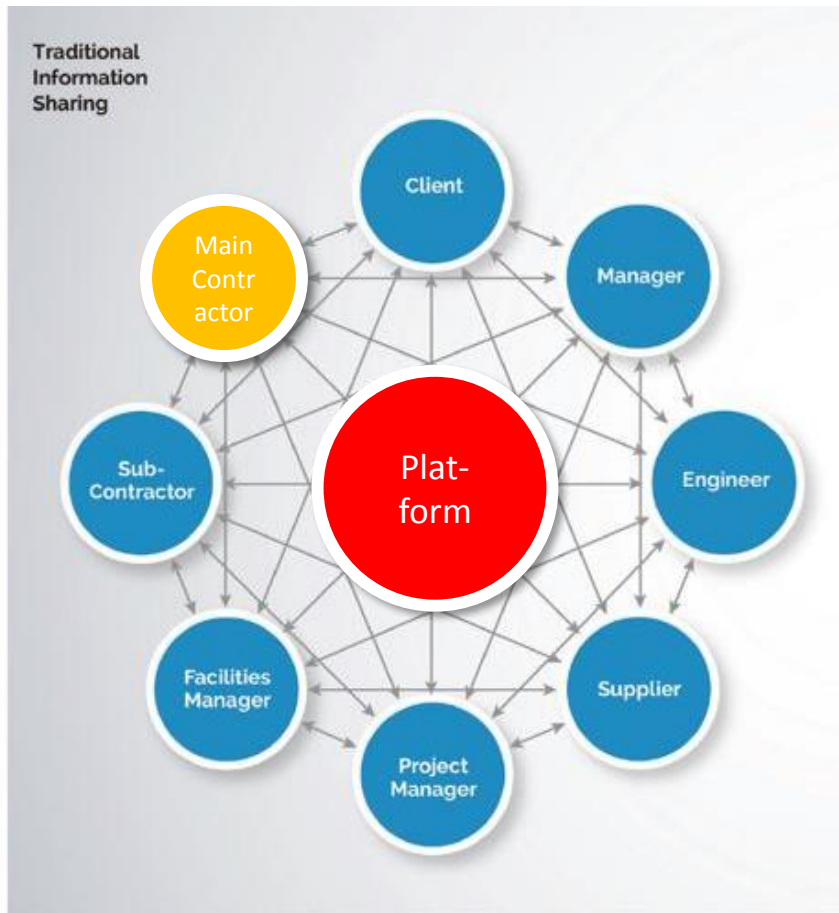 Traditional
Information
Sharing
Client
Main
Contr
actor
Manager
Sub-
Contractor
Plat-
form
Engineer
Facilities
Manager
Supplier
Project
Manager